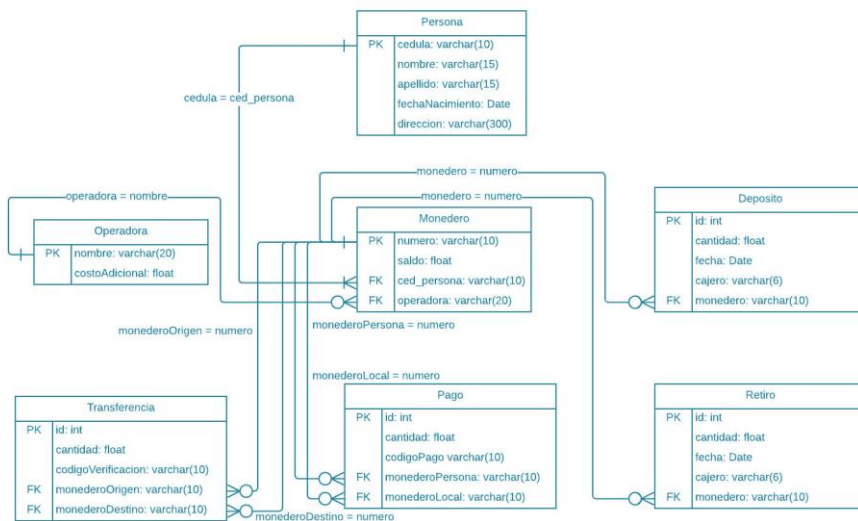 Persona
PK cedula: varchar(10)
nombre: varchar(15)
apellido: varchar(15)
fechaNacimiento: Date
direccion: varchar(300)
cedula = ced_persona
monedero = numero
operadora = nombre
monedero = numero
Operadora
PK nombre: varchar(20)
costoAdicional: float
Monedero
PK numero: varchar(10)
saldo: float
FK ced_persona: varchar(10)
FK operadora: varchar(20)
Deposito
PK id: int
cantidad: float
fecha: Date
cajero: varchar(6)
FK monedero: varchar(10)
monederoOrigen = numero
monederoPersona = numero
monederoLocal = numero
Transferencia
PK id: int
cantidad: float
codigoVerificacion: varchar(10)
FK monederoOrigen: varchar(10)
FK monederoDestino: varchar(10)
Pago
PK id: int
cantidad: float
codigoPago varchar(10)
FK monederoPersona: varchar(10)
FK monederoLocal: varchar(10)
Retiro
PK id: int
cantidad: float
fecha: Date
cajero: varchar(6)
FK monedero: varchar(10)
monederoDestino = numero